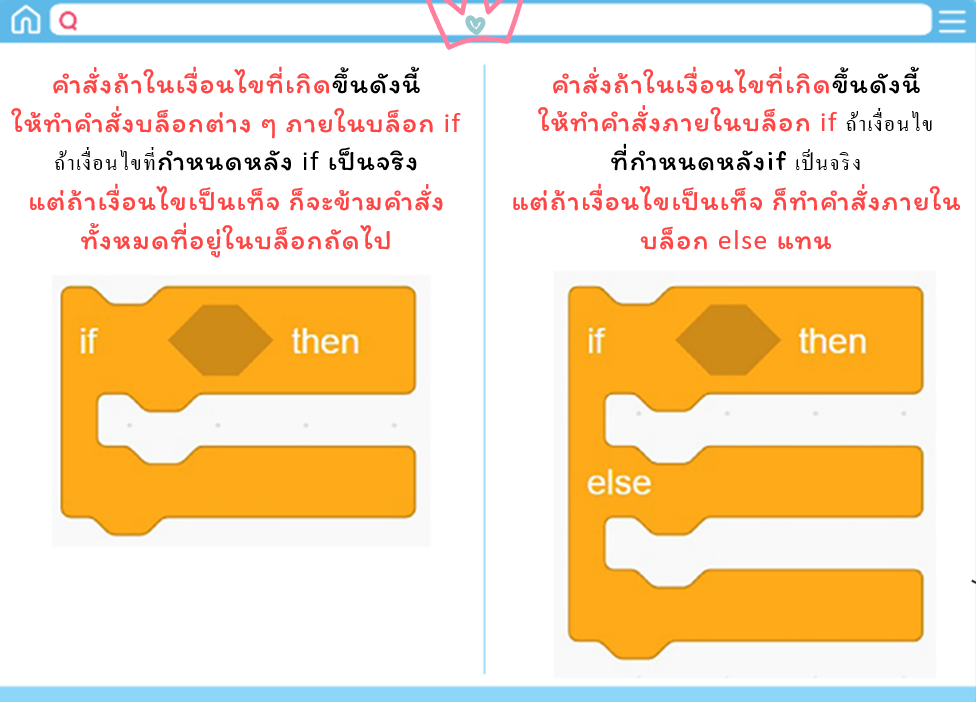 คำสั่งถ้าในเงื่อนไขที่เกิดขึ้นดังนี้
ให้ทำคำสั่งบล็อกต่าง ๆ ภายในบล็อก if
ถ้าเงื่อนไขที่กำหนดหลัง if เป็นจริง
แต่ถ้าเงื่อนไขเป็นเท็จ ก็จะข้ามคำสั่ง
ทั้งหมดที่อยู่ในบล็อกถัดไป
if then
คำสั่งถ้าในเงื่อนไขที่เกิดขึ้นดังนี้
ให้ทำคำสั่งภายในบล็อก if ถ้าเงื่อนไข
ที่กำหนดหลังif เป็นจริง
แต่ถ้าเงื่อนไขเป็นเท็จ ก็ทำคำสั่งภายใน
บล็อก else แทน
if then
else